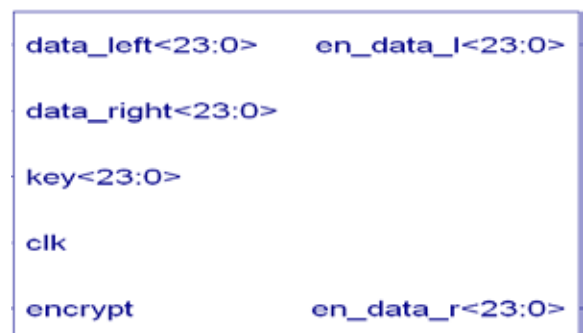 data_left<23:0> en_data_l<23:0>
data_right<23:0>
key<23:0>
clk
encrypt en_data_r<23:0>